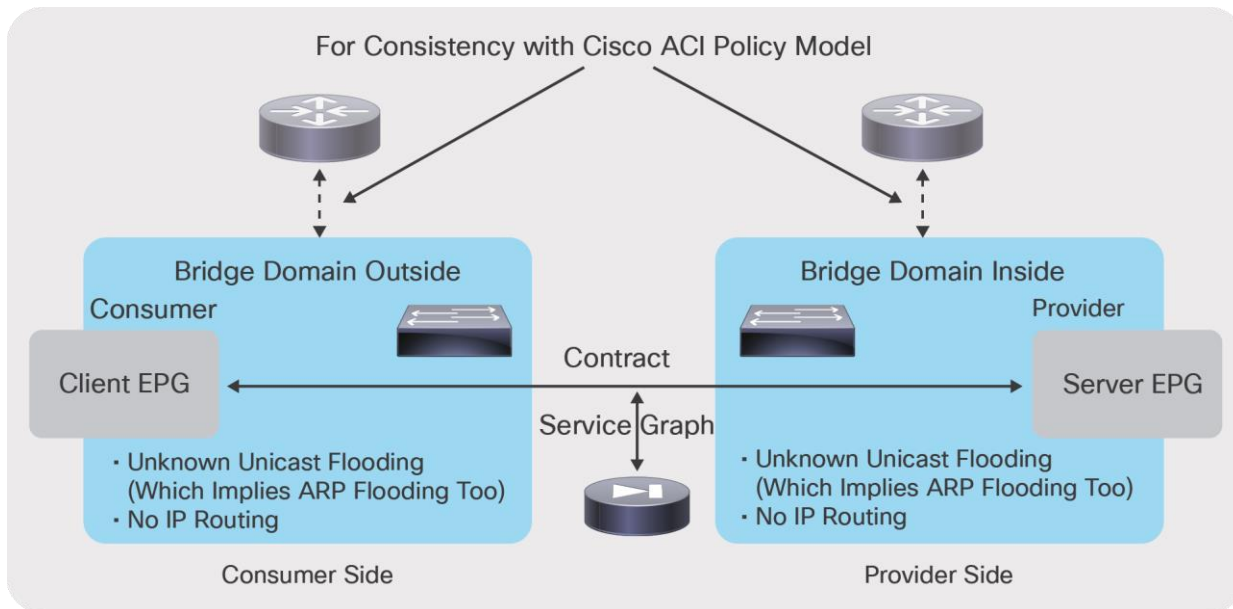 For Consistency with Cisco ACI Policy Model
Bridge Domain Outside
Consumer
Client EPG
· Unknown Unicast Flooding
(Which Implies ARP Flooding Too)
· No IP Routing
Consumer Side
Contract
Service Graph
Bridge Domain Inside
Provider
Server EPG
· Unknown Unicast Flooding
(Which Implies ARP Flooding Too)
· No IP Routing
Provider Side